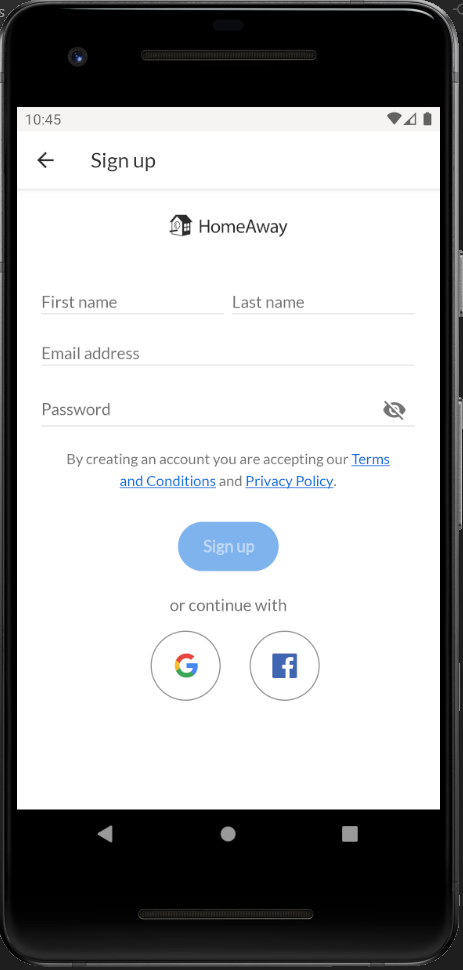 10:45
Sign up
HomeAway
First name Last name
Email address
Password
By creating an account you are accepting our Terms
and Conditions and Privacy Policy.
Sign up
or continue with